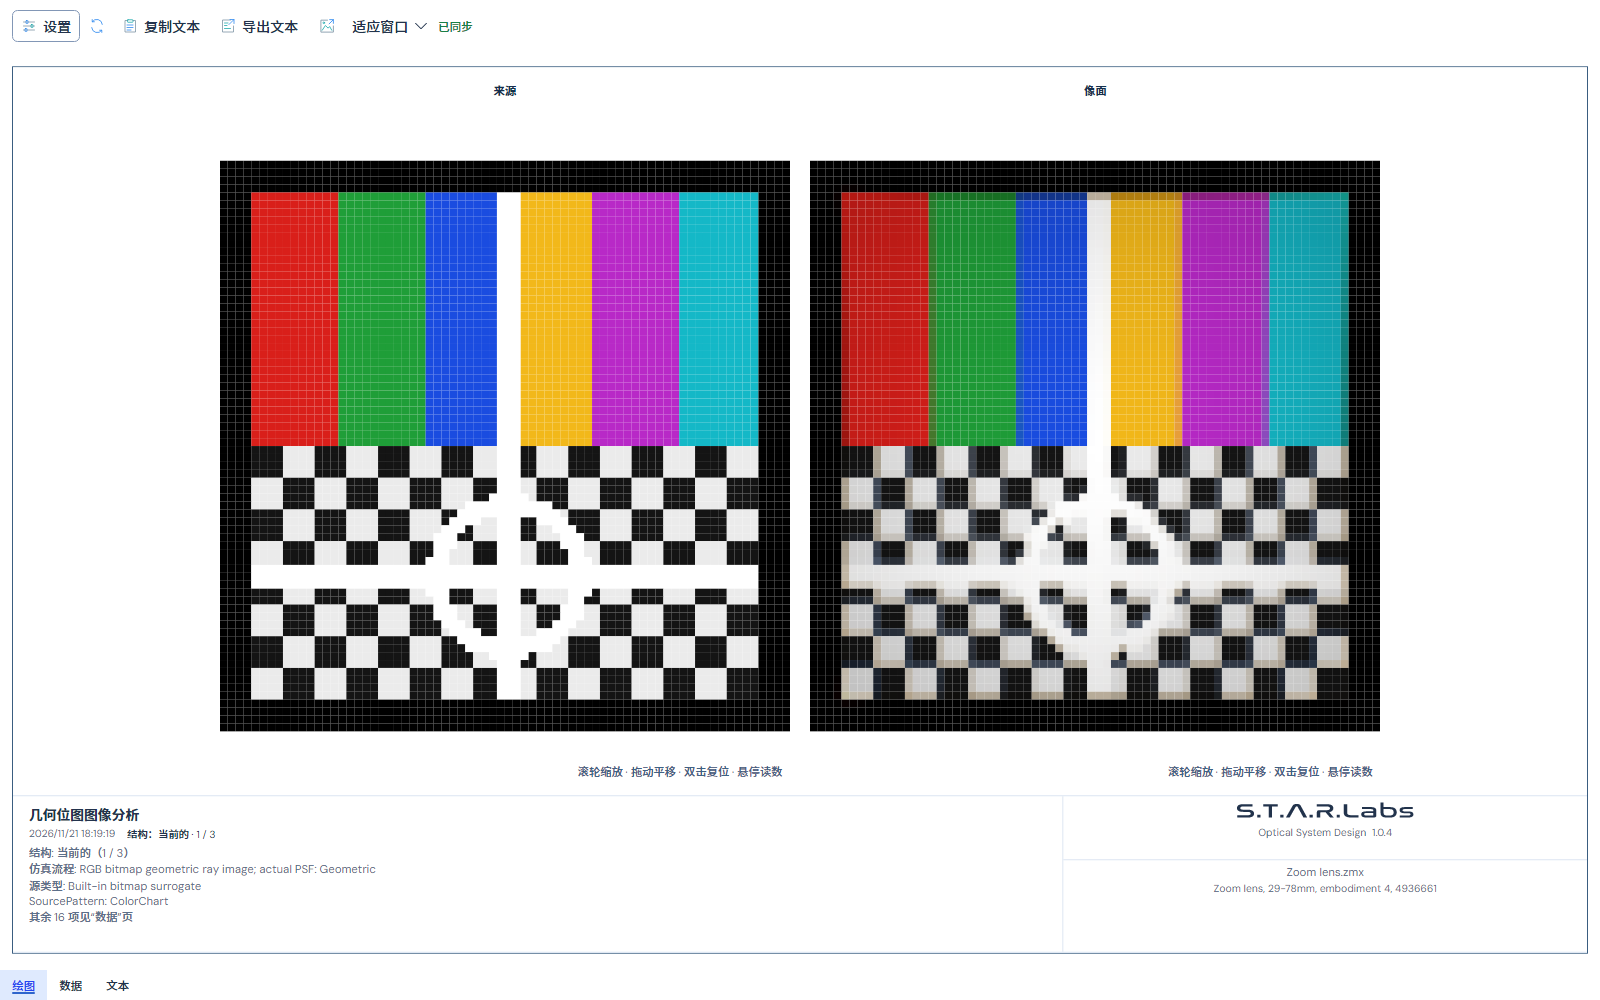 设置 复制文本 导出文本 适应窗口 已同步
来源 像面
滚轮缩放 · 拖动平移 · 双击复位 · 悬停读数 滚轮缩放 · 拖动平移 · 双击复位 · 悬停读数
几何位图图像分析
2026/11/21 18:19:19 结构：当前的 · 1 / 3
结构: 当前的（1 / 3）
仿真流程: RGB bitmap geometric ray image; actual PSF: Geometric
源类型: Built-in bitmap surrogate
SourcePattern: ColorChart
其余 16 项见“数据”页
S.T.A.R.Labs
Optical System Design 1.0.4
Zoom lens.zmx
Zoom lens, 29-78mm, embodiment 4, 4936661
绘图 数据 文本